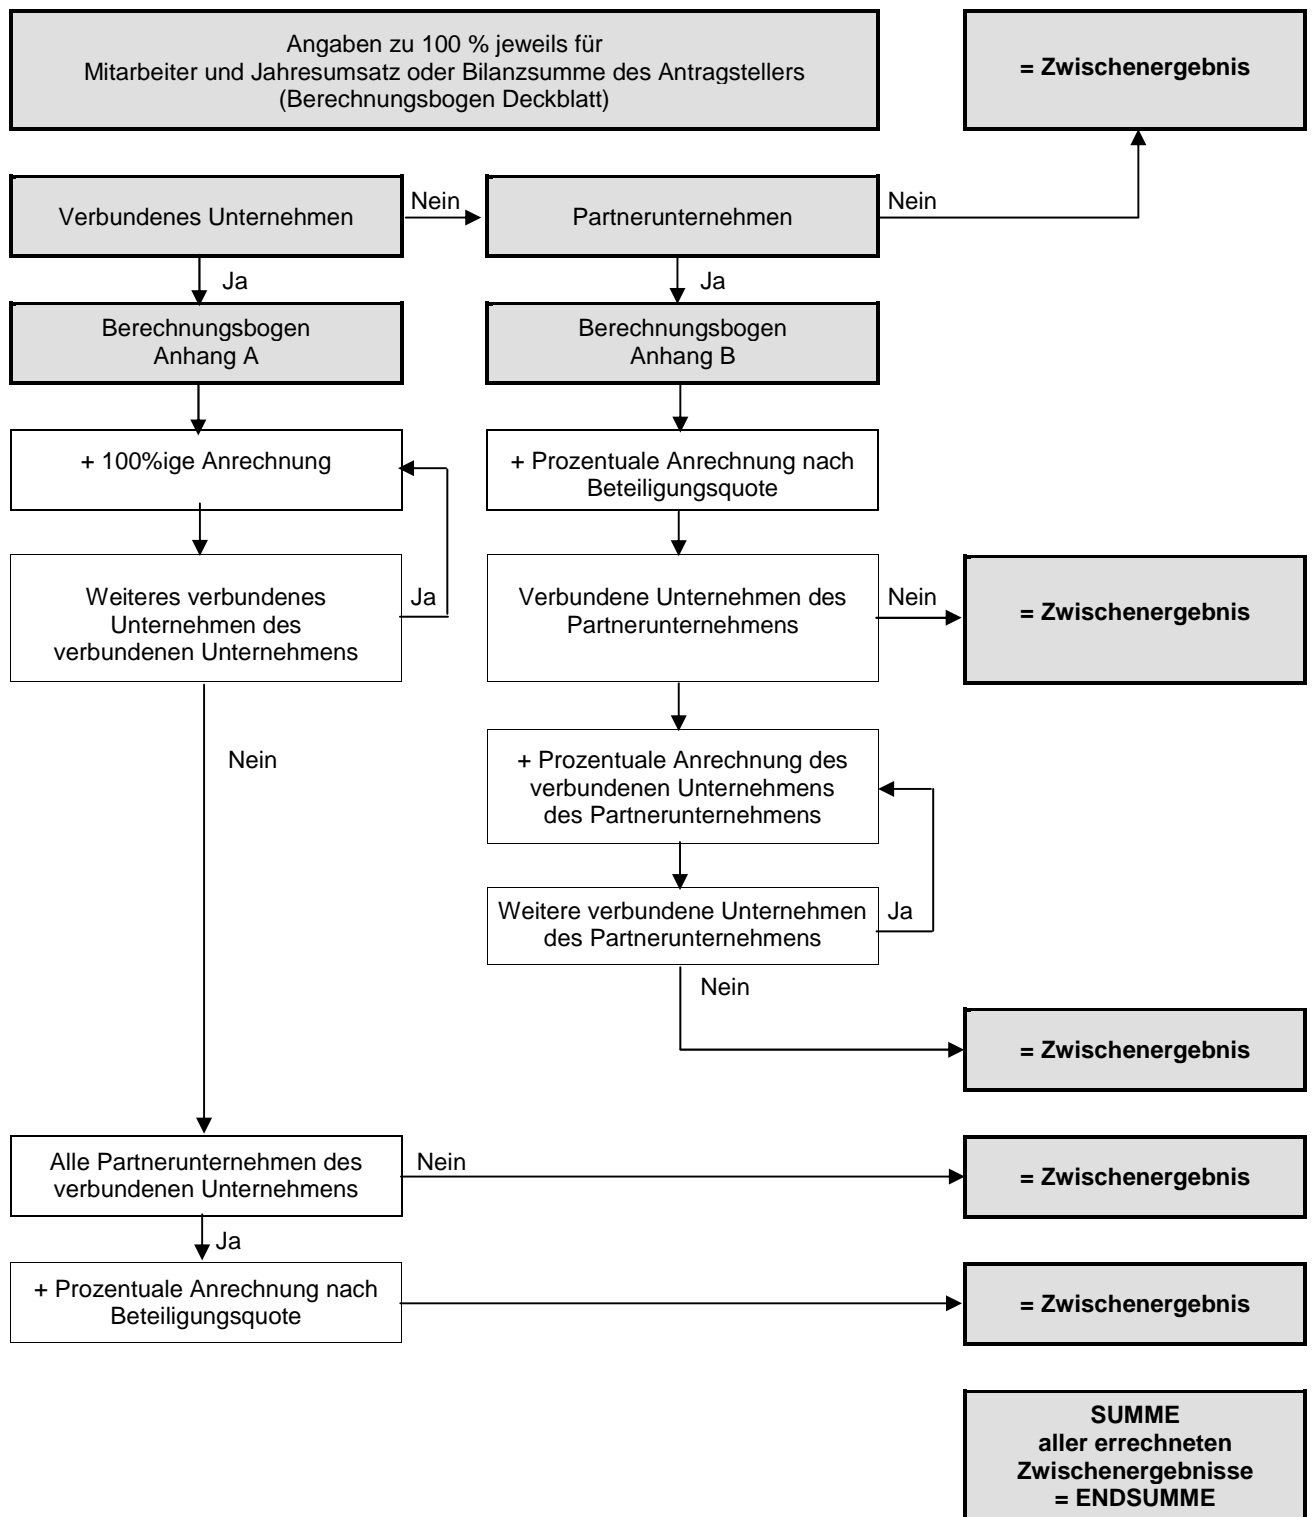 Angaben zu 100 % jeweils für
Mitarbeiter und Jahresumsatz oder Bilanzsumme des Antragstellers
(Berechnungsbogen Deckblatt)
= Zwischenergebnis
Verbundenes Unternehmen
Nein
Partnerunternehmen
Nein
Ja
Ja
Berechnungsbogen
Anhang A
Berechnungsbogen
Anhang B
+ 100%ige Anrechnung
+ Prozentuale Anrechnung nach
Beteiligungsquote
Weiteres verbundenes
Unternehmen des
verbundenen Unternehmens
Ja
Verbundene Unternehmen des
Partnerunternehmens
Nein
= Zwischenergebnis
Nein
+ Prozentuale Anrechnung des
verbundenen Unternehmens
des Partnerunternehmens
Weitere verbundene Unternehmen
des Partnerunternehmens
Ja
Nein
= Zwischenergebnis
Alle Partnerunternehmen des
verbundenen Unternehmens
Nein
= Zwischenergebnis
Ja
+ Prozentuale Anrechnung nach
Beteiligungsquote
= Zwischenergebnis
SUMME
aller errechneten
Zwischenergebnisse
= ENDSUMME